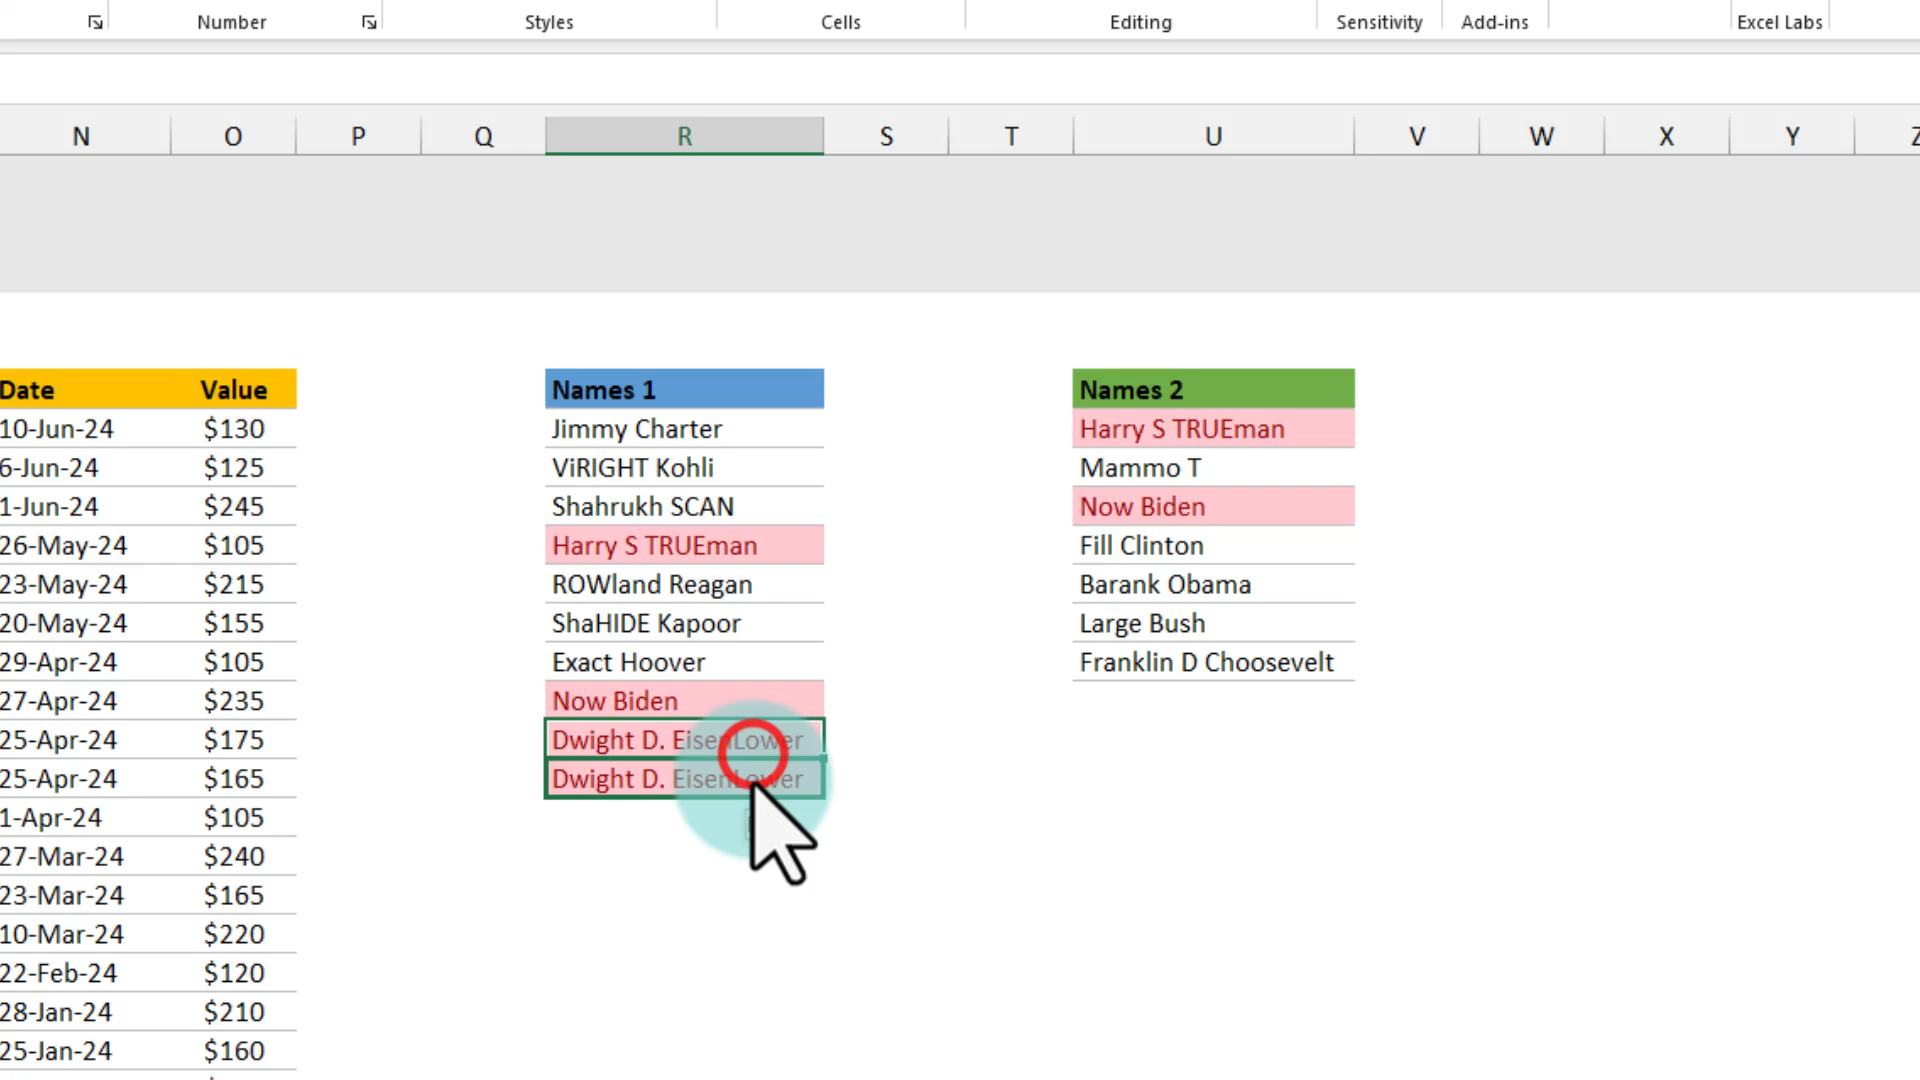 Number Styles Cells Editing Sensitivity Add-ins Excel Labs
N O P Q R S T U V W X Y Z
Date Value Names 1 Names 2
10-Jun-24 $130 Jimmy Charter Harry S TRUEman
6-Jun-24 $125 ViRIGHT Kohli Mammo T
1-Jun-24 $245 Shahrukh SCAN Now Biden
26-May-24 $105 Harry S TRUEman Fill Clinton
23-May-24 $215 ROWland Reagan Barank Obama
20-May-24 $155 ShaHIDE Kapoor Large Bush
29-Apr-24 $105 Exact Hoover Franklin D Choosevelt
27-Apr-24 $235 Now Biden
25-Apr-24 $175 Dwight D. EisenLower
25-Apr-24 $165 Dwight D. EisenLower
1-Apr-24 $105
27-Mar-24 $240
23-Mar-24 $165
10-Mar-24 $220
22-Feb-24 $120
28-Jan-24 $210
25-Jan-24 $160